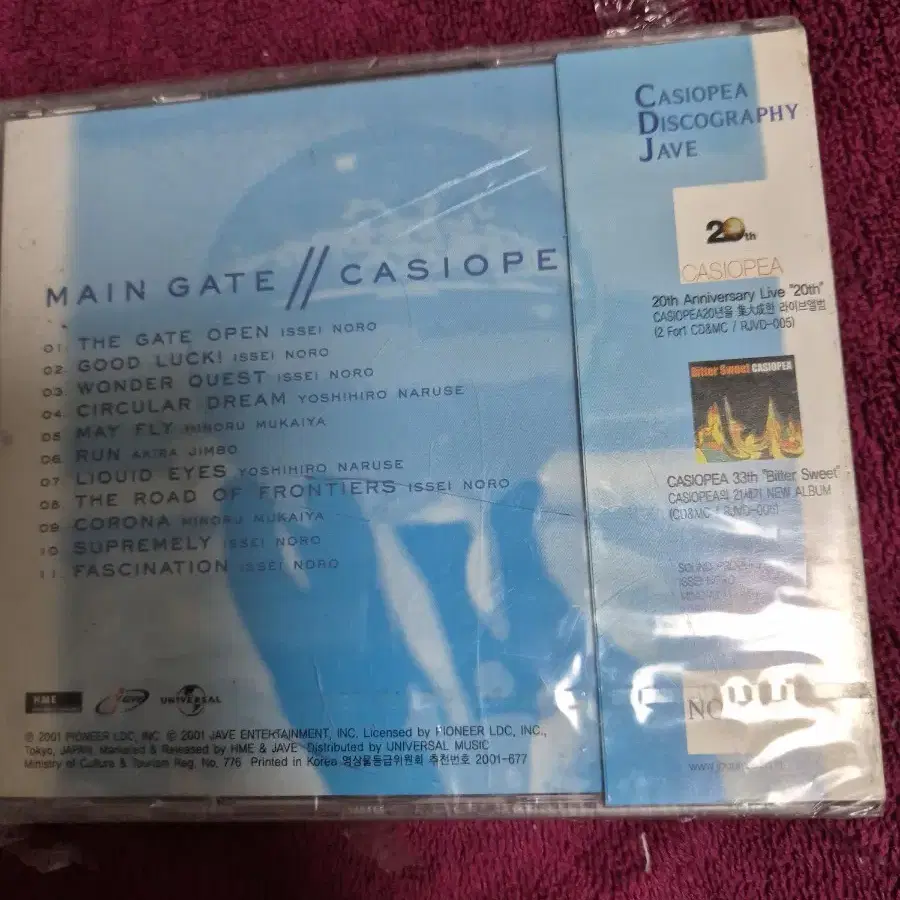 MAIN GATE // CASIOPE
01. THE GATE OPEN ISSEI NORO
02. GOOD LUCK! ISSEI NORO
03. WONDER QUEST ISSEI NORO
04. CIRCULAR DREAM YOSHIHIRO NARUSE
05. MAY FLY MINORU MUKAIYA
06. RUN AKIRA JIMBO
07. LIQUID EYES YOSHIHIRO NARUSE
08. THE ROAD OF FRONTIERS ISSEI NORO
09. CORONA MINORU MUKAIYA
10. SUPREMELY ISSEI NORO
11. FASCINATION ISSEI NORO
HME
UNIVERSAL
℗ 2001 PIONEER LDC, INC. © 2001 JAVE ENTERTAINMENT, INC. Licensed by PIONEER LDC, INC.,
Tokyo, JAPAN. Marketed & Released by HME & JAVE Distributed by UNIVERSAL MUSIC
Ministry of Culture & Tourism Reg. No. 776 Printed in Korea 영상물등급위원회 추천번호 2001-677
CASIOPEA
DISCOGRAPHY
JAVE
20th
CASIOPEA
20th Anniversary Live "20th"
CASIOPEA20년을 集大成한 라이브앨범
(2 For1 CD&MC / RJVD-005)
Bitter Sweet CASIOPEA
CASIOPEA 33th "Bitter Sweet"
CASIOPEA의 21세기 NEW ALBUM
SOUND